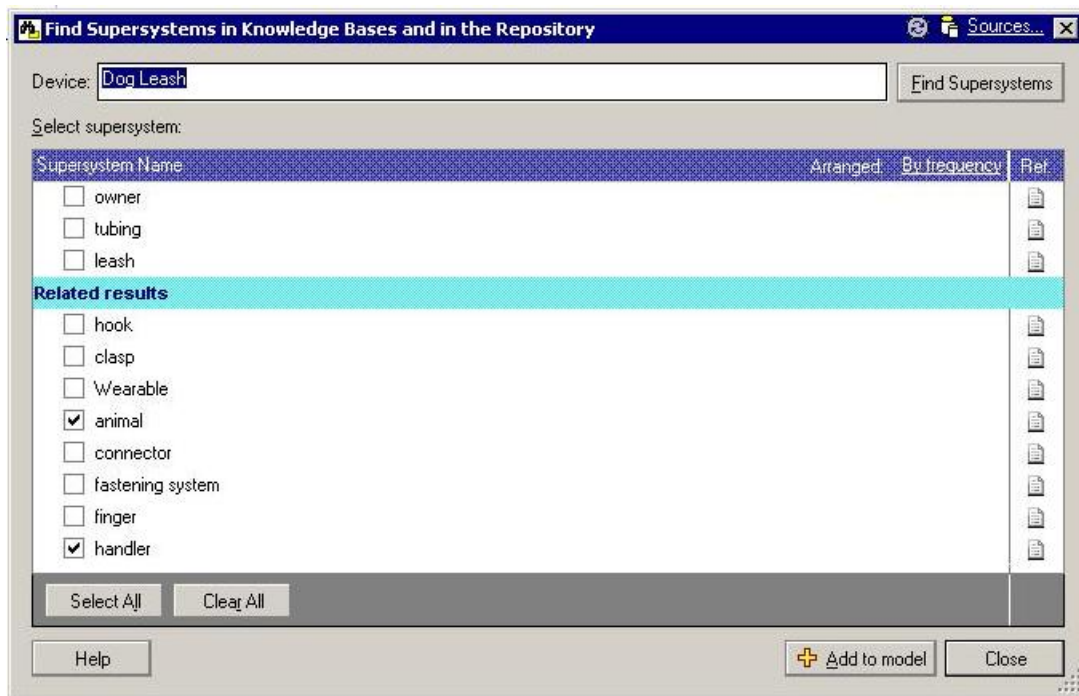 Find Supersystems in Knowledge Bases and in the Repository Sources...
Device: Dog Leash Find Supersystems
Select supersystem:
Supersystem Name Arranged: By frequency Ref.
owner
tubing
leash
Related results
hook
clasp
Wearable
animal
connector
fastening system
finger
handler
Select All Clear All
Help Add to model Close